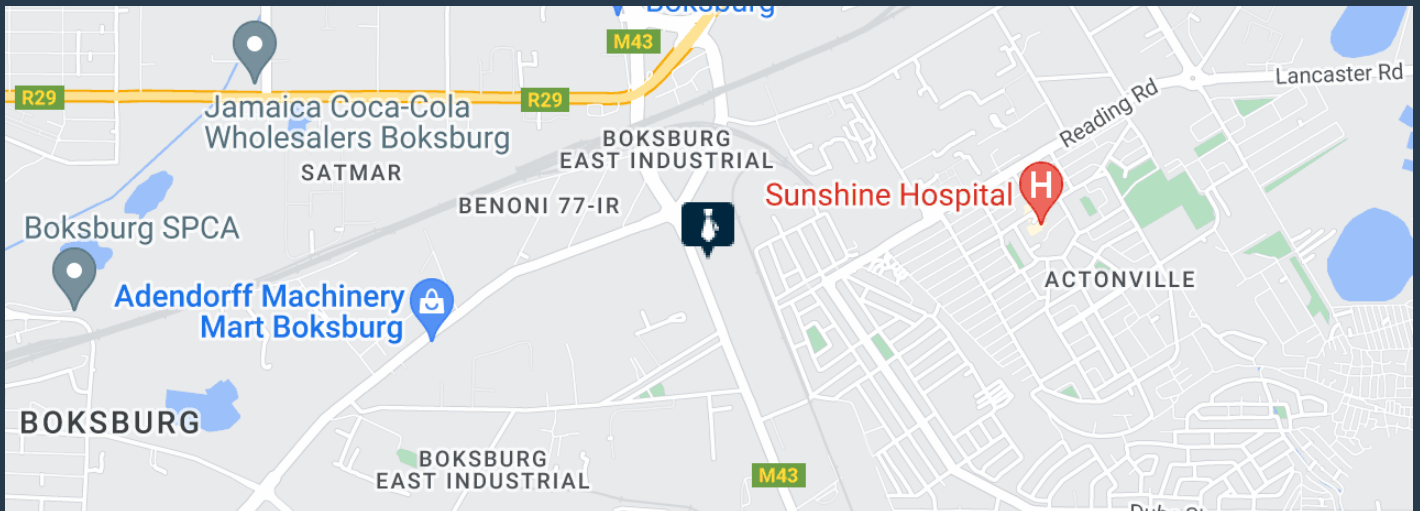 Boksburg
M43
R29
R29
Lancaster Rd
Reading Rd
Jamaica Coca-Cola
Wholesalers Boksburg
BOKSBURG
EAST INDUSTRIAL
SATMAR
BENONI 77-IR
Sunshine Hospital
H
Boksburg SPCA
ACTONVILLE
Adendorff Machinery
Mart Boksburg
BOKSBURG
BOKSBURG
EAST INDUSTRIAL
M43